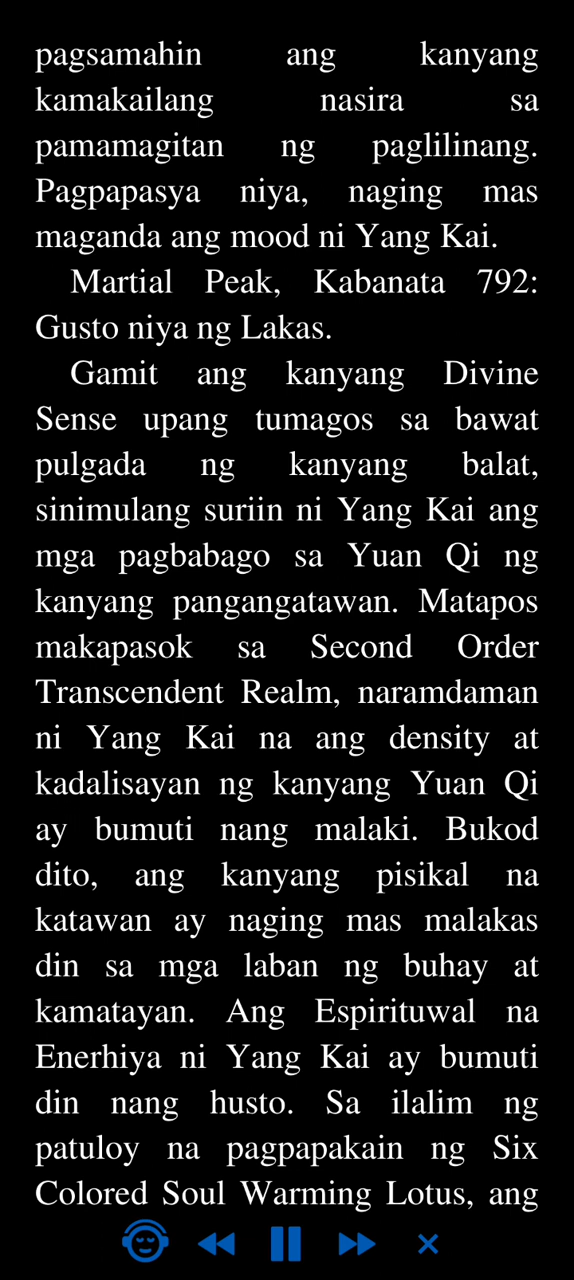 pagsamahin ang kanyang
kamakailang nasira sa
pamamagitan ng paglilinang.
Pagpapasya niya, naging mas
maganda ang mood ni Yang Kai.
Martial Peak, Kabanata 792:
Gusto niya ng Lakas.
Gamit ang kanyang Divine
Sense upang tumagos sa bawat
pulgada ng kanyang balat,
sinimulang suriin ni Yang Kai ang
mga pagbabago sa Yuan Qi ng
kanyang pangangatawan. Matapos
makapasok sa Second Order
Transcendent Realm, naramdaman
ni Yang Kai na ang density at
kadalisayan ng kanyang Yuan Qi
ay bumuti nang malaki. Bukod
dito, ang kanyang pisikal na
katawan ay naging mas malakas
din sa mga laban ng buhay at
kamatayan. Ang Espirituwal na
Enerhiya ni Yang Kai ay bumuti
din nang husto. Sa ilalim ng
patuloy na pagpapakain ng Six
Colored Soul Warming Lotus, ang